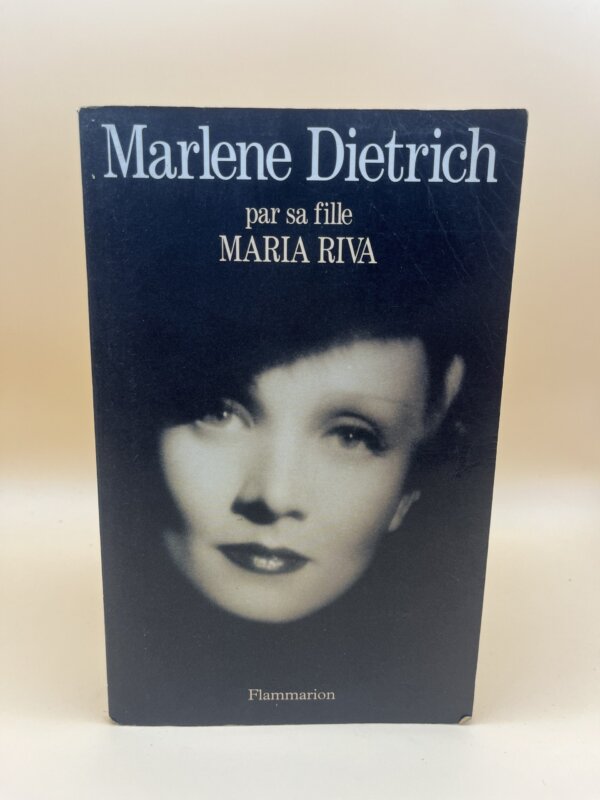 Marlene Dietrich
par sa fille
MARIA RIVA
Flammarion